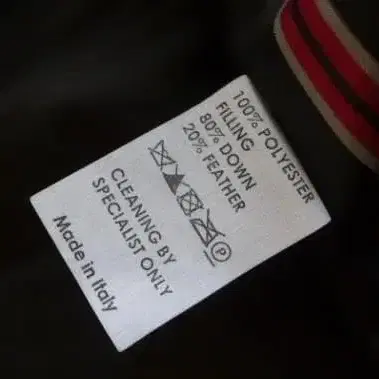 100% POLYESTER
FILLING
80% DOWN
20% FEATHER
P
CLEANING BY
SPECIALIST ONLY
Made in Italy